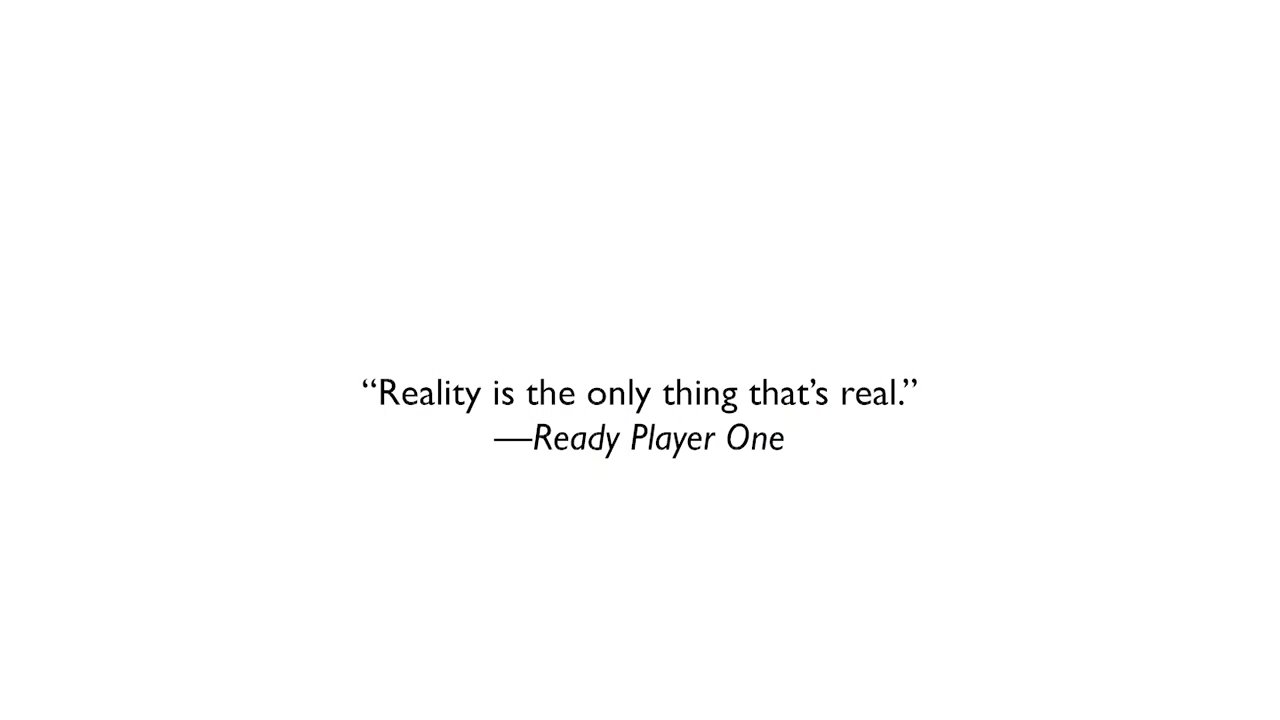 “Reality is the only thing that’s real.”
—Ready Player One